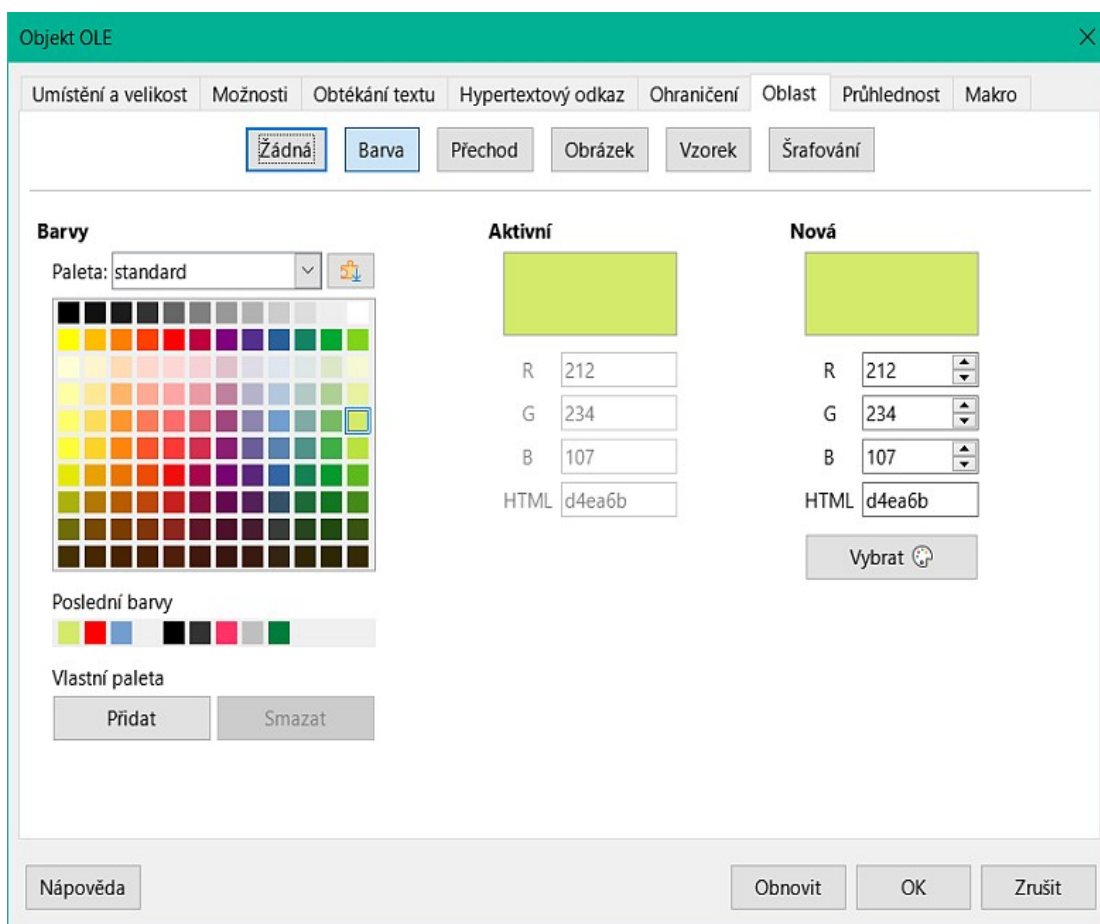 Objekt OLE
Umístění a velikost Možnosti Obtékání textu Hypertextový odkaz Ohraničení Oblast Průhlednost Makro
Žádná Barva Přechod Obrázek Vzorek Šrafování
Barvy Aktivní Nová
Paleta: standard
R 212 R 212
G 234 G 234
B 107 B 107
HTML d4ea6b HTML d4ea6b
Vybrat
Poslední barvy
Vlastní paleta
Přidat Smazat
Nápověda Obnovit OK Zrušit